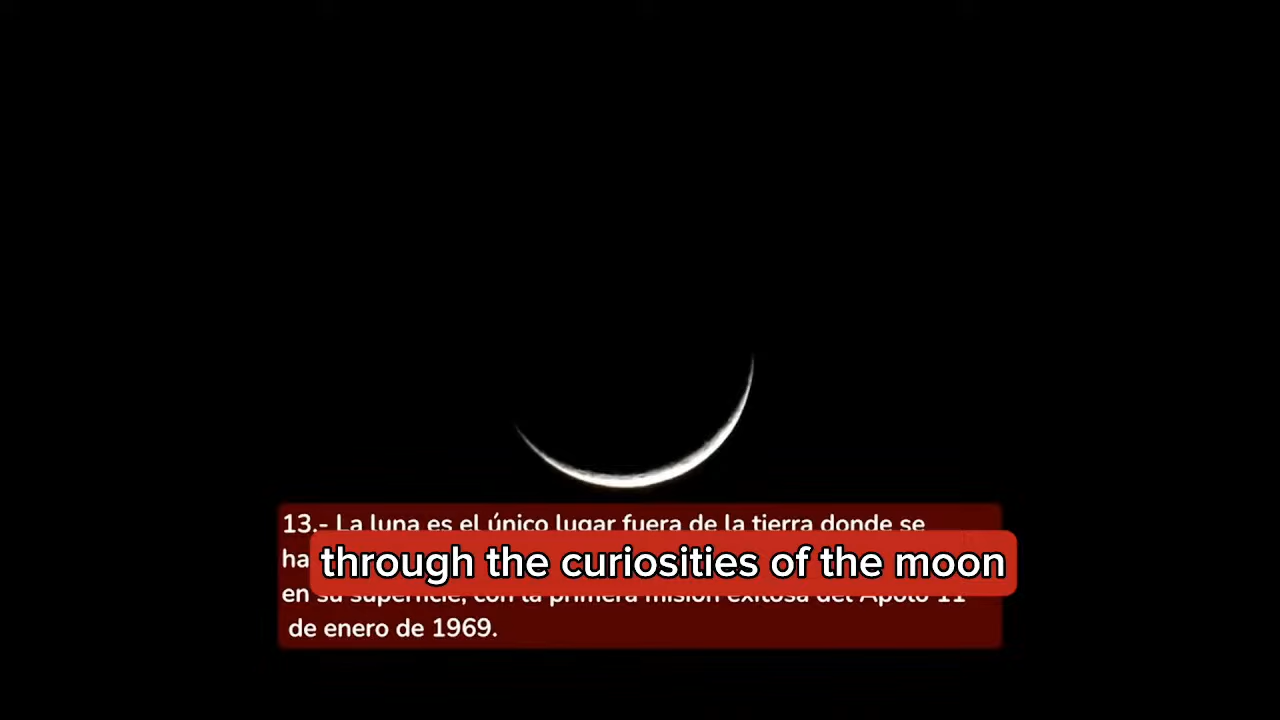 13.- La luna es el único lugar fuera de la tierra donde se
ha
through the curiosities of the moon
en su superficie, con la primera misión exitosa del Apolo 11
de enero de 1969.